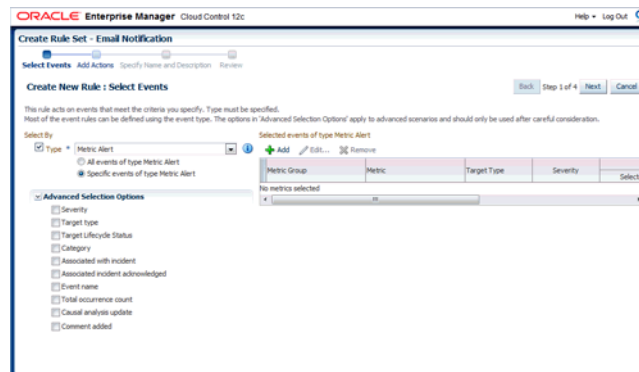 ORACLE Enterprise Manager Cloud Control 12c
Help Log Out
Create Rule Set - Email Notification
Select Events Add Actions Specify Name and Description Review
Create New Rule : Select Events
Back Step 1 of 4 Next Cancel
This rule acts on events that meet the criteria you specify. Type must be specified.
Most of the event rules can be defined using the event type. The options in 'Advanced Selection Options' apply to advanced scenarios and should only be used after careful consideration.
Select By
Selected events of type Metric Alert
Type * Metric Alert
Add Edit... Remove
All events of type Metric Alert
Specific events of type Metric Alert
Metric Group Metric Target Type Severity
Select
No metrics selected
Advanced Selection Options
Severity
Target type
Target Lifecycle Status
Category
Associated with incident
Associated incident acknowledged
Event name
Total occurrence count
Causal analysis update
Comment added